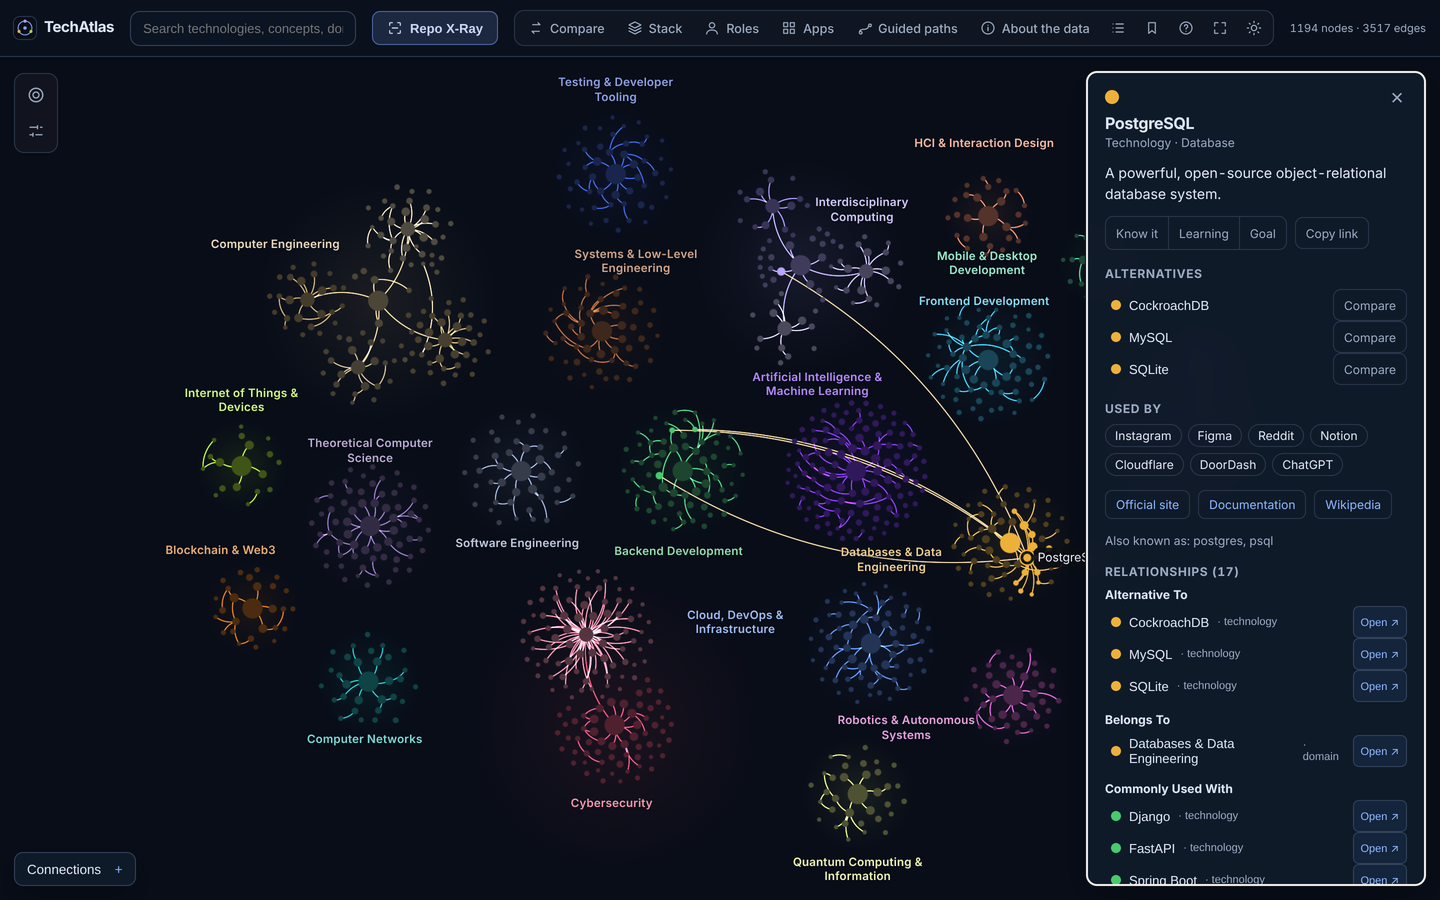 TechAtlas
Search technologies, concepts, do
Repo X-Ray
Compare
Stack
Roles
Apps
Guided paths
About the data
1194 nodes · 3517 edges
Testing & Developer
Tooling
HCI & Interaction Design
Interdisciplinary
Computing
Computer Engineering
Systems & Low-Level
Engineering
Mobile & Desktop
Development
Frontend Development
Artificial Intelligence &
Machine Learning
Internet of Things &
Devices
Theoretical Computer
Science
Software Engineering
Backend Development
Blockchain & Web3
Databases & Data
Engineering
PostgreS
Cloud, DevOps &
Infrastructure
Computer Networks
Robotics & Autonomous
Systems
Cybersecurity
Quantum Computing &
Information
Connections +
PostgreSQL
Technology · Database
A powerful, open-source object-relational
database system.
Know it
Learning
Goal
Copy link
ALTERNATIVES
CockroachDB Compare
MySQL Compare
SQLite Compare
USED BY
Instagram Figma Reddit Notion
Cloudflare DoorDash ChatGPT
Official site Documentation Wikipedia
Also known as: postgres, psql
RELATIONSHIPS (17)
Alternative To
CockroachDB · technology Open ↗
MySQL · technology Open ↗
SQLite · technology Open ↗
Belongs To
Databases & Data
Engineering · domain Open ↗
Commonly Used With
Django · technology Open ↗
FastAPI · technology Open ↗
Spring Boot · technology Open ↗